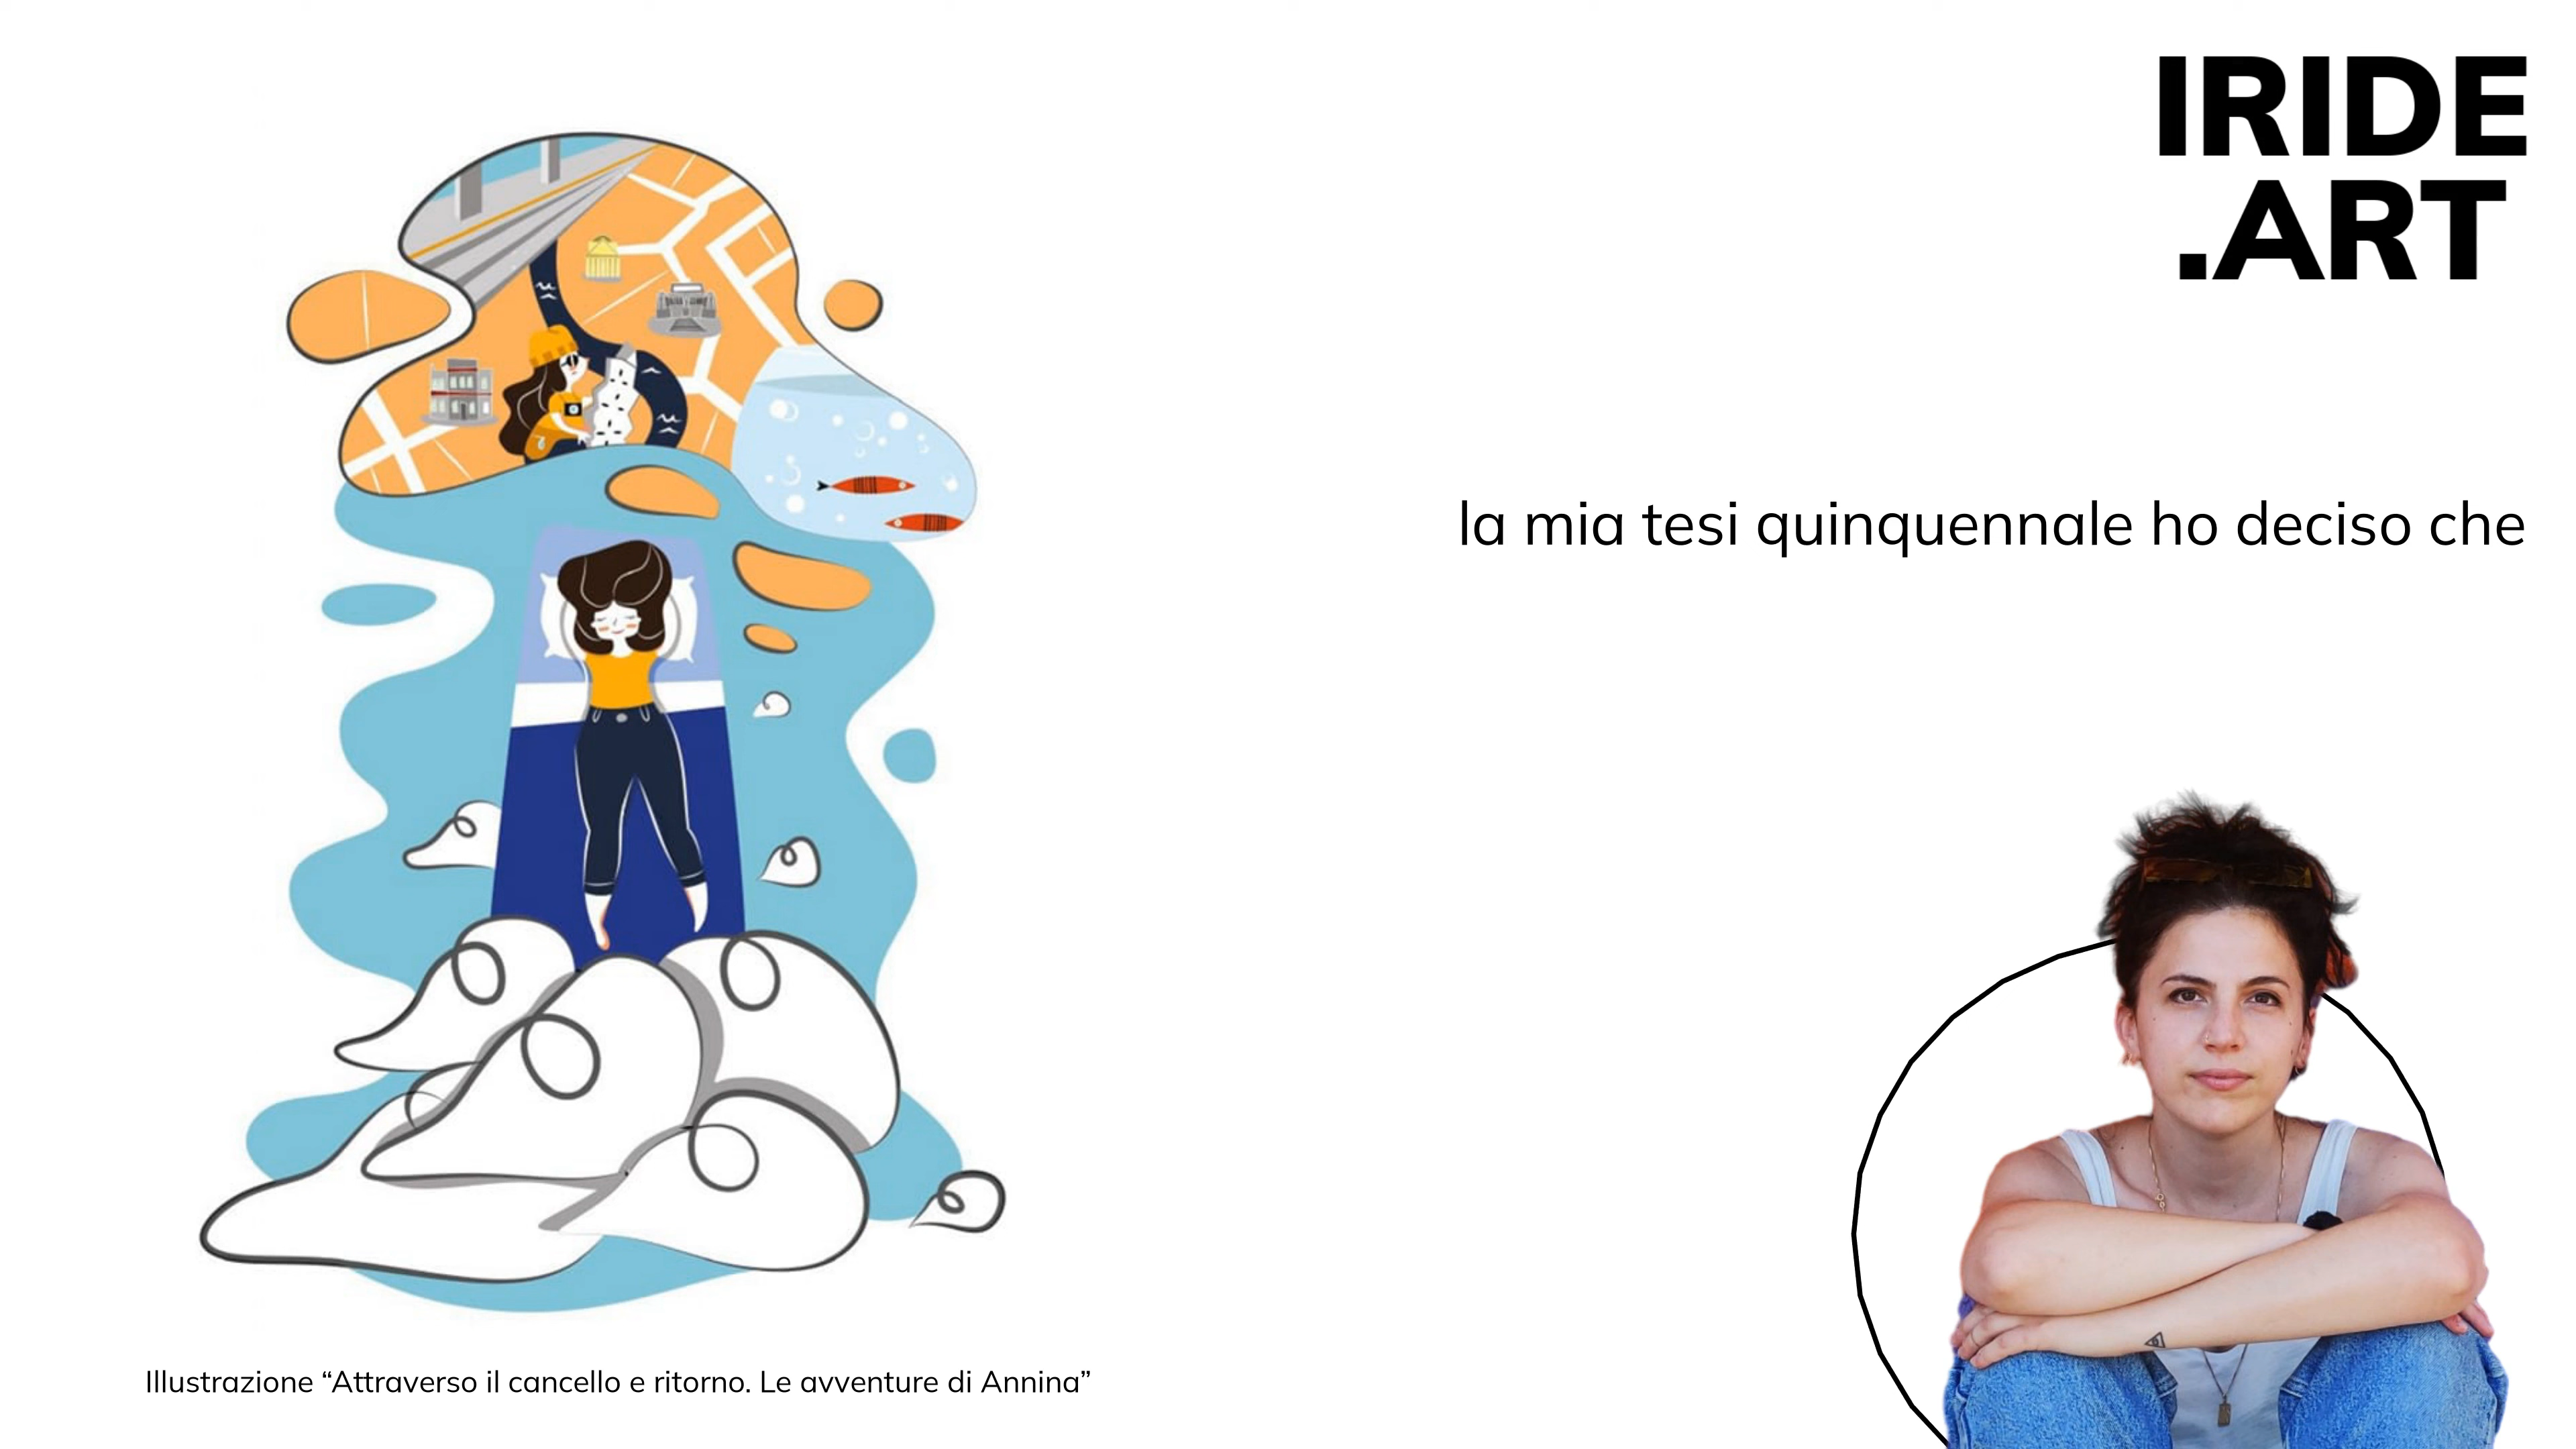 IRIDE
.ART
la mia tesi quinquennale ho deciso che
Illustrazione “Attraverso il cancello e ritorno. Le avventure di Annina”